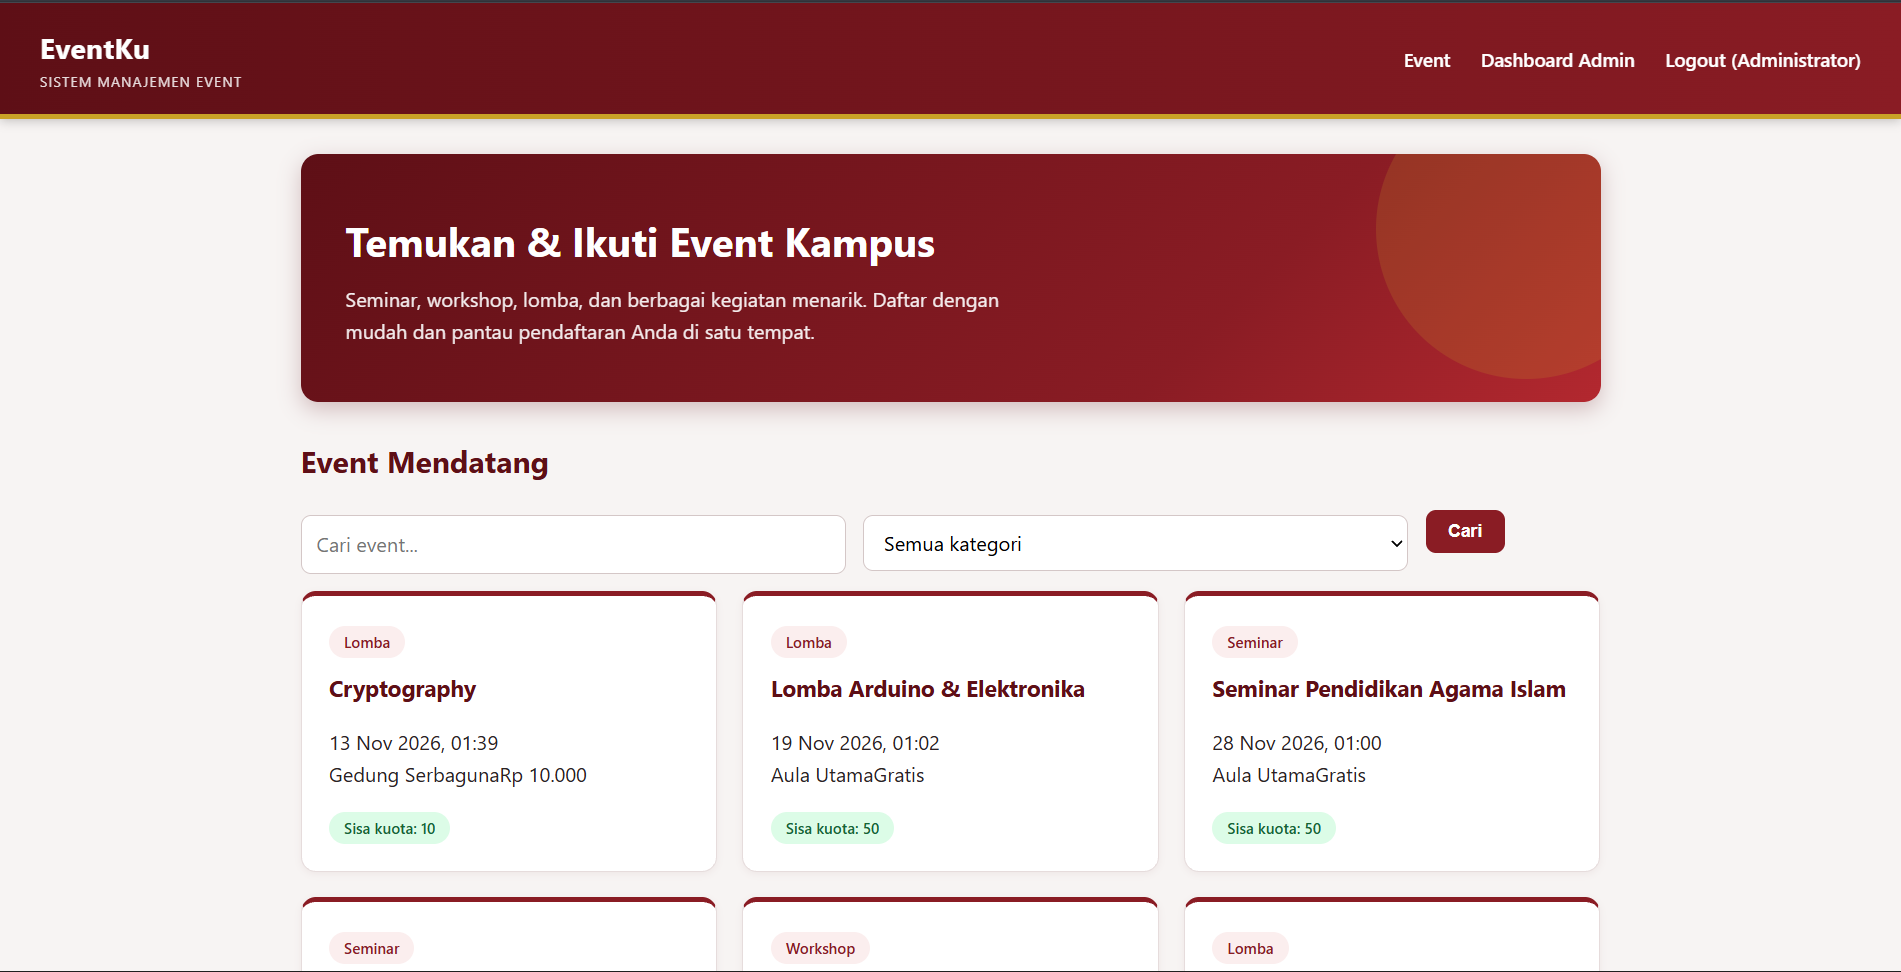 EventKu
SISTEM MANAJEMEN EVENT
Event
Dashboard Admin
Logout (Administrator)
Temukan & Ikuti Event Kampus
Seminar, workshop, lomba, dan berbagai kegiatan menarik. Daftar dengan
mudah dan pantau pendaftaran Anda di satu tempat.
Event Mendatang
Cari event...
Semua kategori
Cari
Lomba
Cryptography
13 Nov 2026, 01:39
Gedung SerbagunaRp 10.000
Sisa kuota: 10
Lomba
Lomba Arduino & Elektronika
19 Nov 2026, 01:02
Aula UtamaGratis
Sisa kuota: 50
Seminar
Seminar Pendidikan Agama Islam
28 Nov 2026, 01:00
Aula UtamaGratis
Sisa kuota: 50
Seminar
Workshop
Lomba